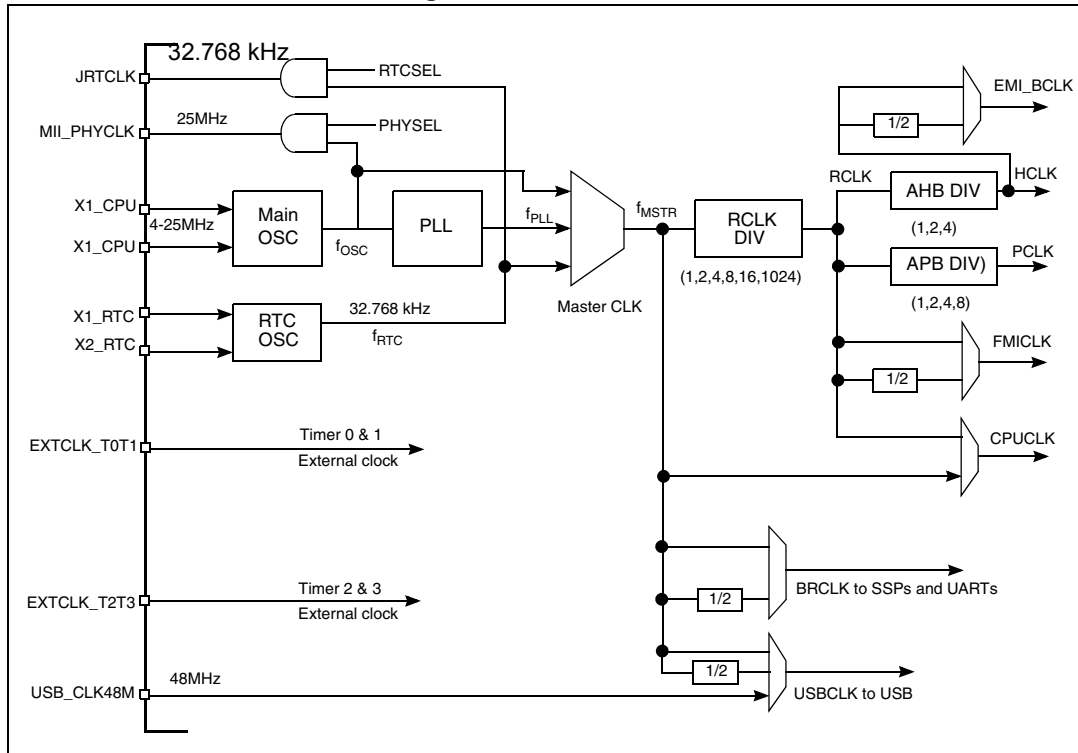 32.768 kHz
JRTCLK
RTCSEL
MII_PHYCLK
25MHz
PHYSEL
X1_CPU
4-25MHz
X1_CPU
Main
OSC
fOSC
PLL
fPLL
Master CLK
fMSTR
RCLK
DIV
(1,2,4,8,16,1024)
RCLK
AHB DIV
(1,2,4)
HCLK
1/2
EMI_BCLK
APB DIV)
(1,2,4,8)
PCLK
X1_RTC
X2_RTC
RTC
OSC
32.768 kHz
fRTC
1/2
FMICLK
CPUCLK
EXTCLK_T0T1
Timer 0 & 1
External clock
EXTCLK_T2T3
Timer 2 & 3
External clock
1/2
BRCLK to SSPs and UARTs
USB_CLK48M
48MHz
1/2
USBCLK to USB